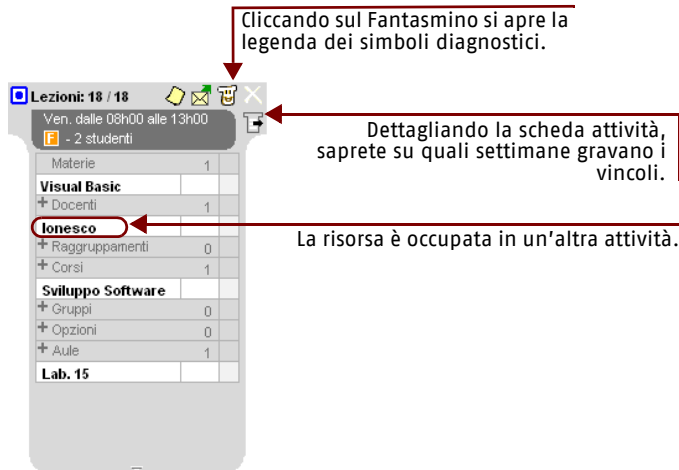 Cliccando sul Fantasmino si apre la
legenda dei simboli diagnostici.
Lezioni: 18 / 18
Ven. dalle 08h00 alle 13h00
F - 2 studenti
Dettagliando la scheda attività,
saprete su quali settimane gravano i
vincoli.
Materie 1
Visual Basic
+ Docenti 1
Ionesco
La risorsa è occupata in un'altra attività.
+ Raggruppamenti 0
+ Corsi 1
Sviluppo Software
+ Gruppi 0
+ Opzioni 0
+ Aule 1
Lab. 15